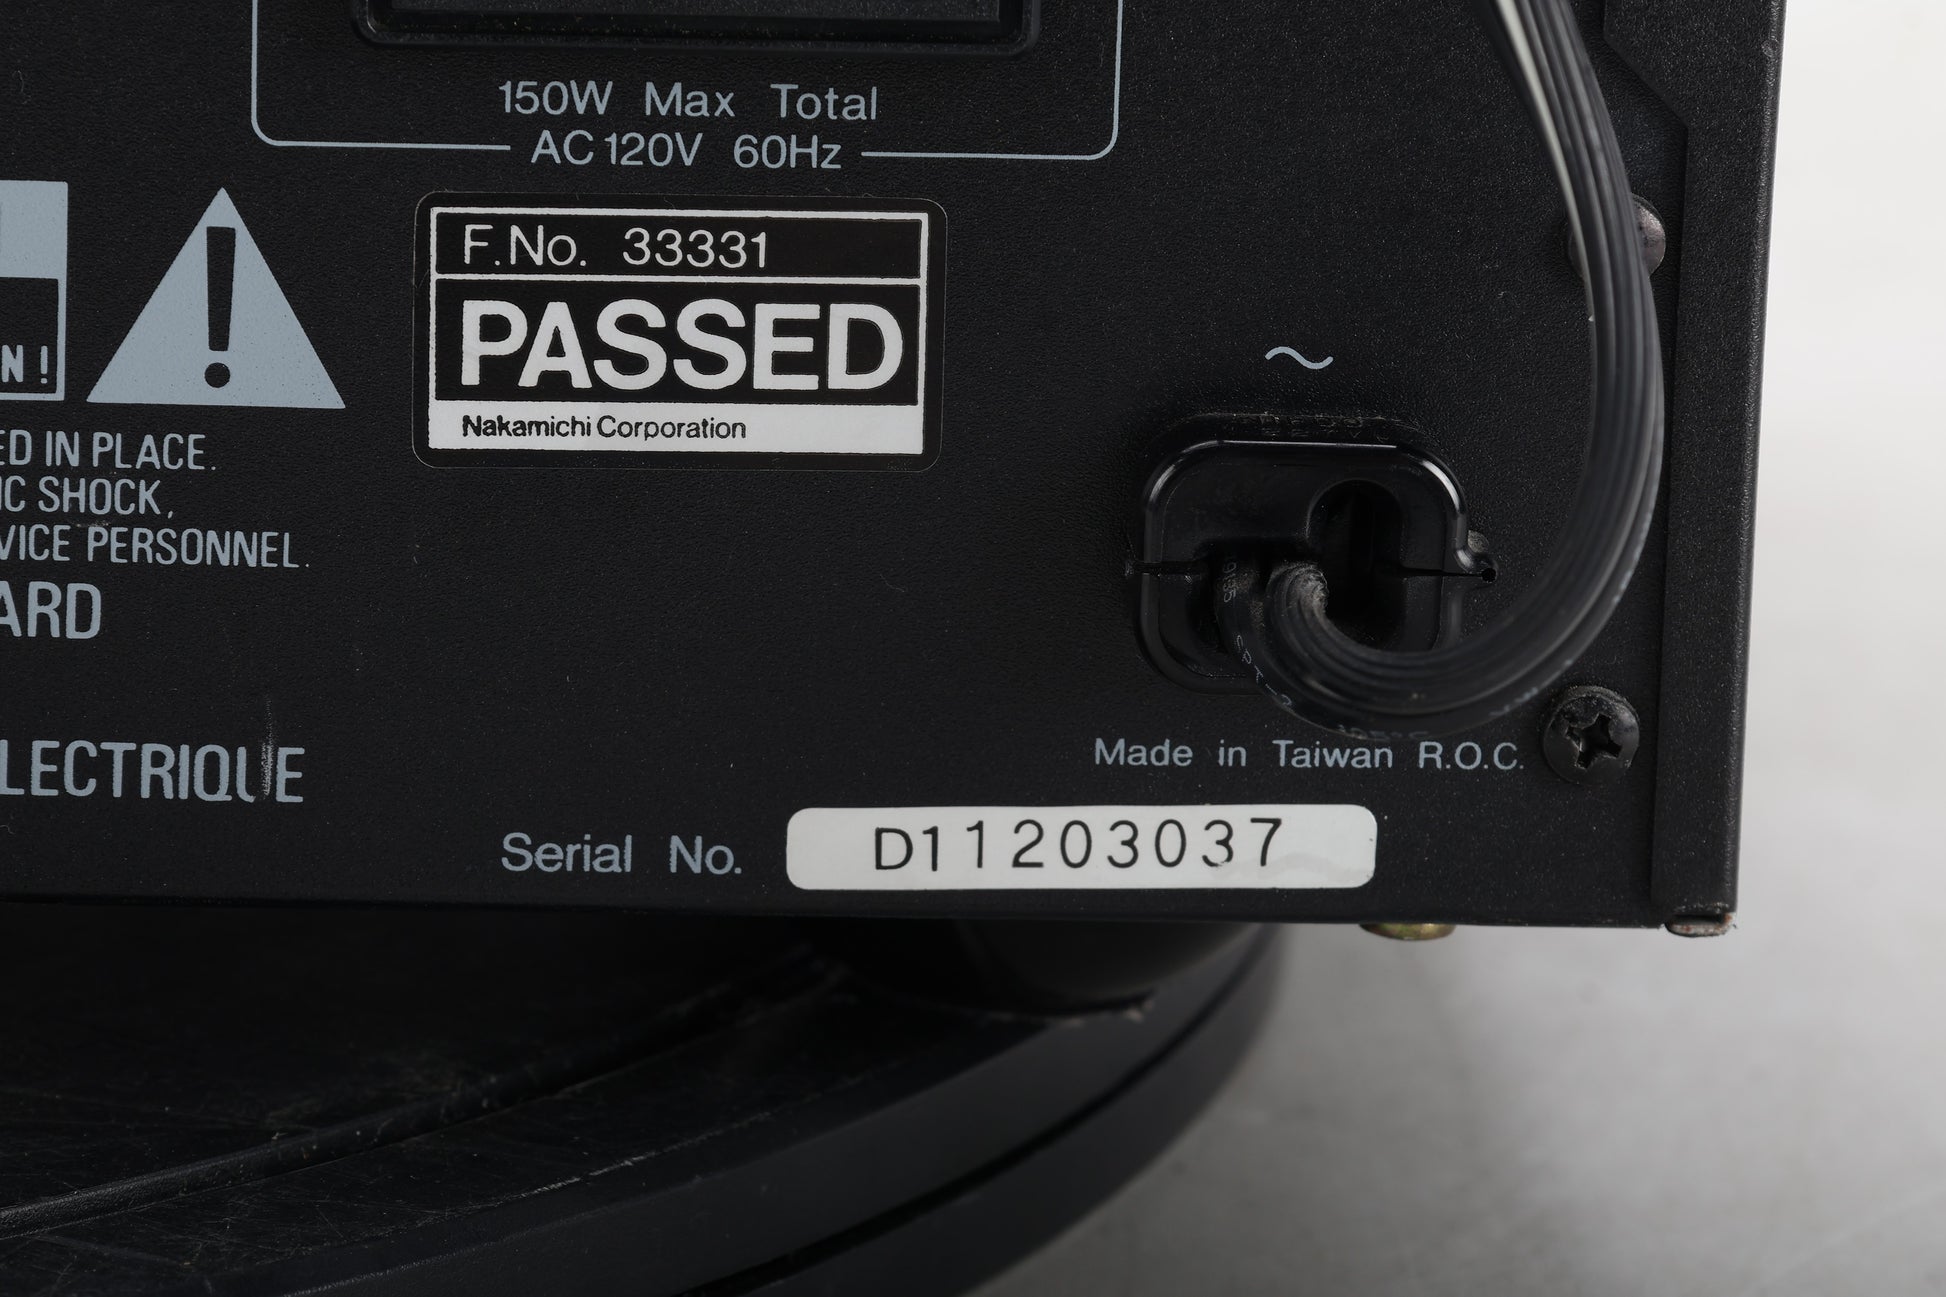 150W Max Total
AC 120V 60Hz
F.No. 33331
PASSED
Nakamichi Corporation
N!
ED IN PLACE.
IC SHOCK,
VICE PERSONNEL.
ARD
~
Made in Taiwan R.O.C.
LECTRIQUE
Serial No. D11203037